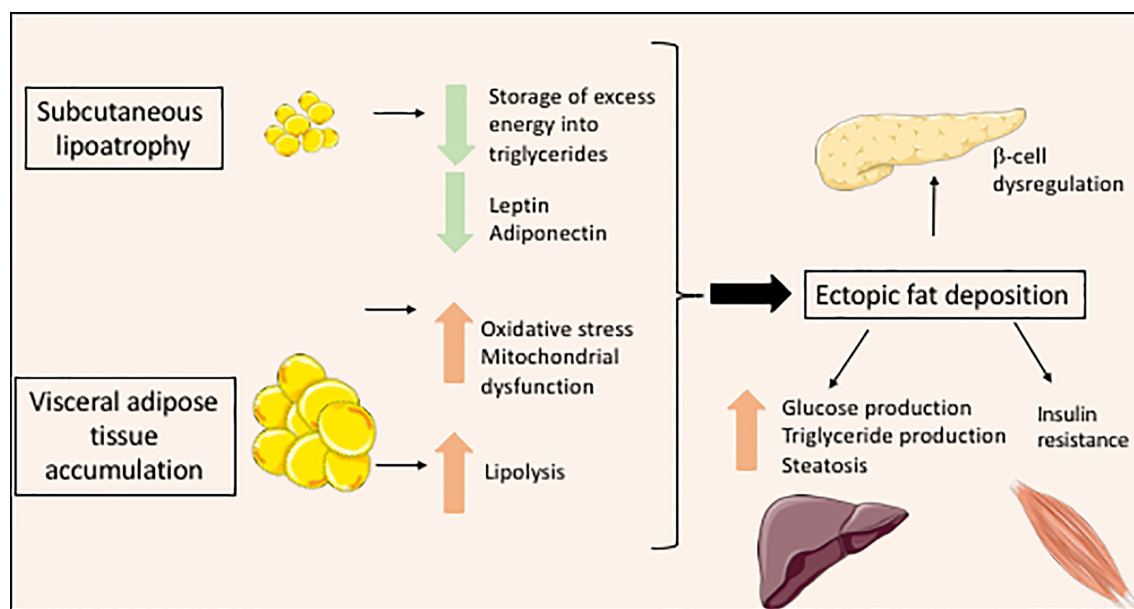 Subcutaneous
lipoatrophy
Storage of excess
energy into
triglycerides
Leptin
Adiponectin
Visceral adipose
tissue
accumulation
Oxidative stress
Mitochondrial
dysfunction
Lipolysis
β-cell
dysregulation
Ectopic fat deposition
Glucose production
Triglyceride production
Steatosis
Insulin
resistance